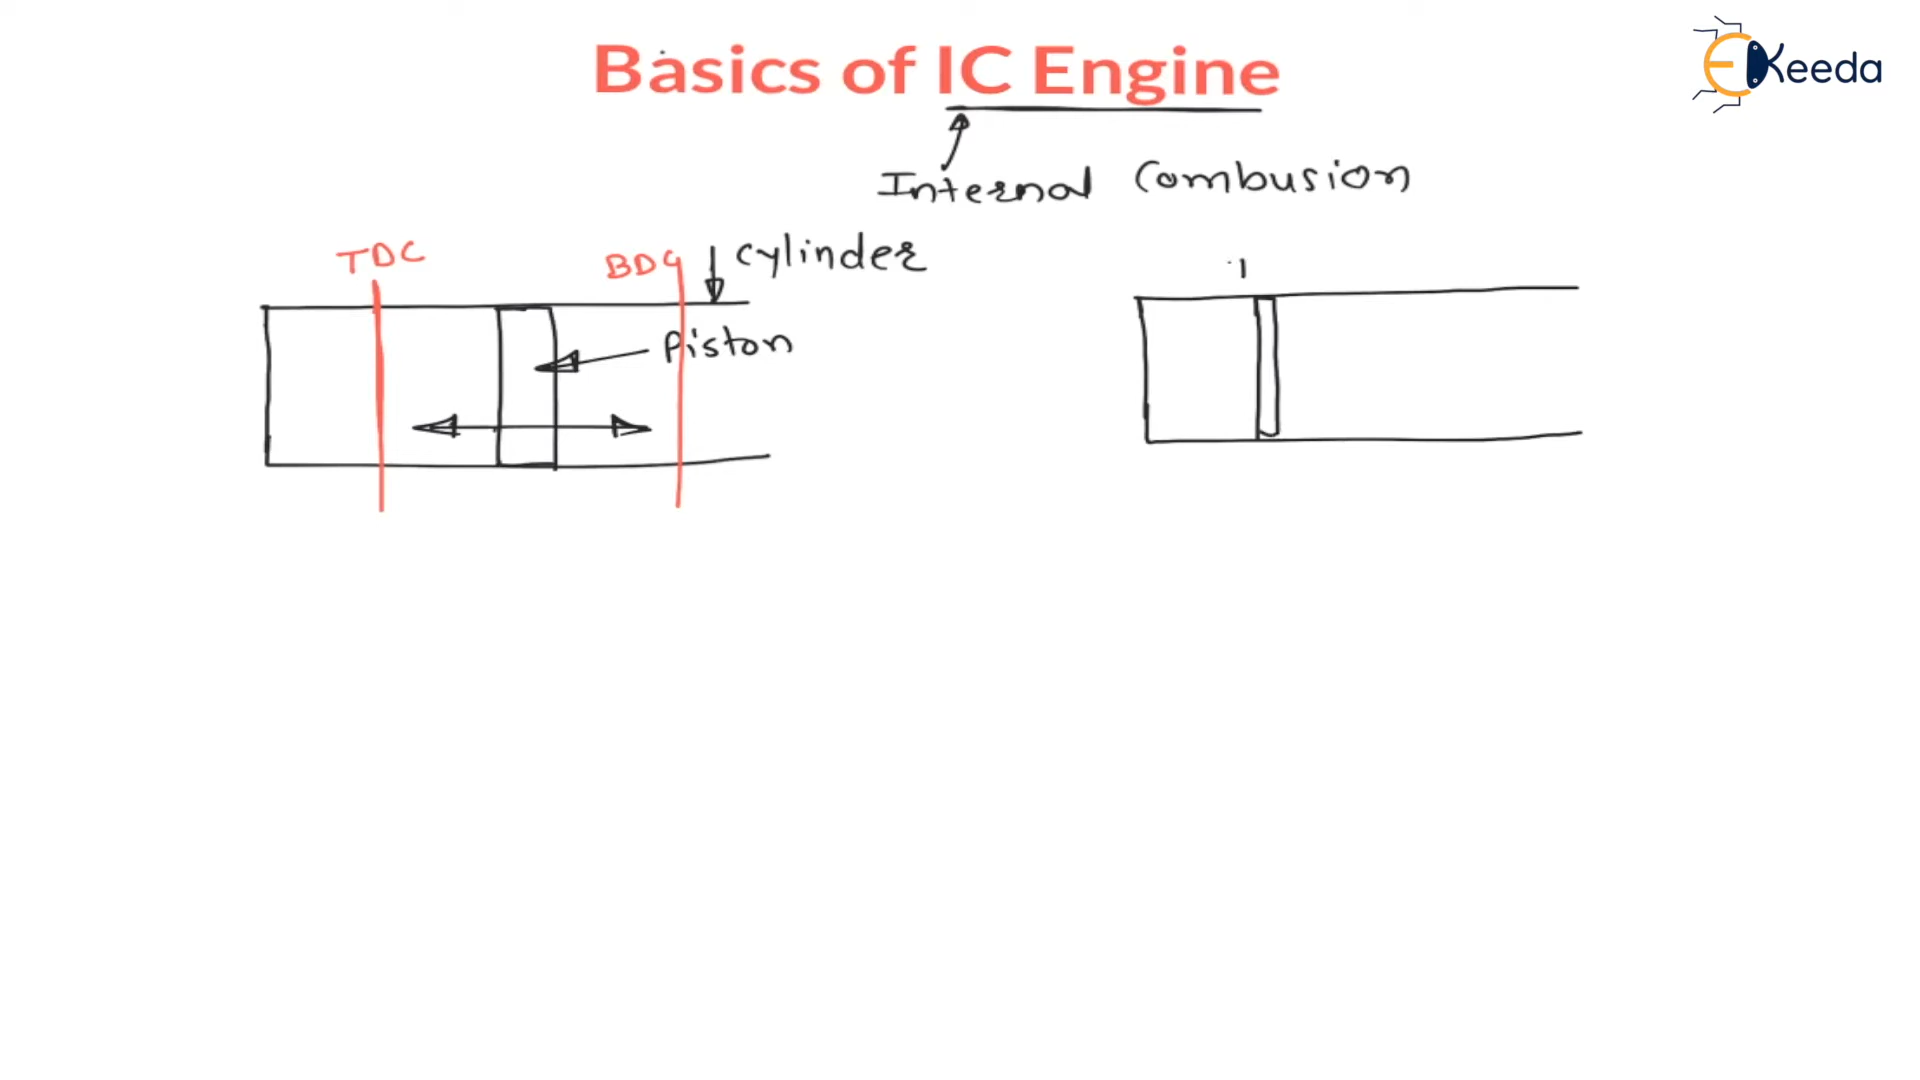 Basics of IC Engine
EKeeda
Internal Combusion
TDC
BDC
cylinder
Piston